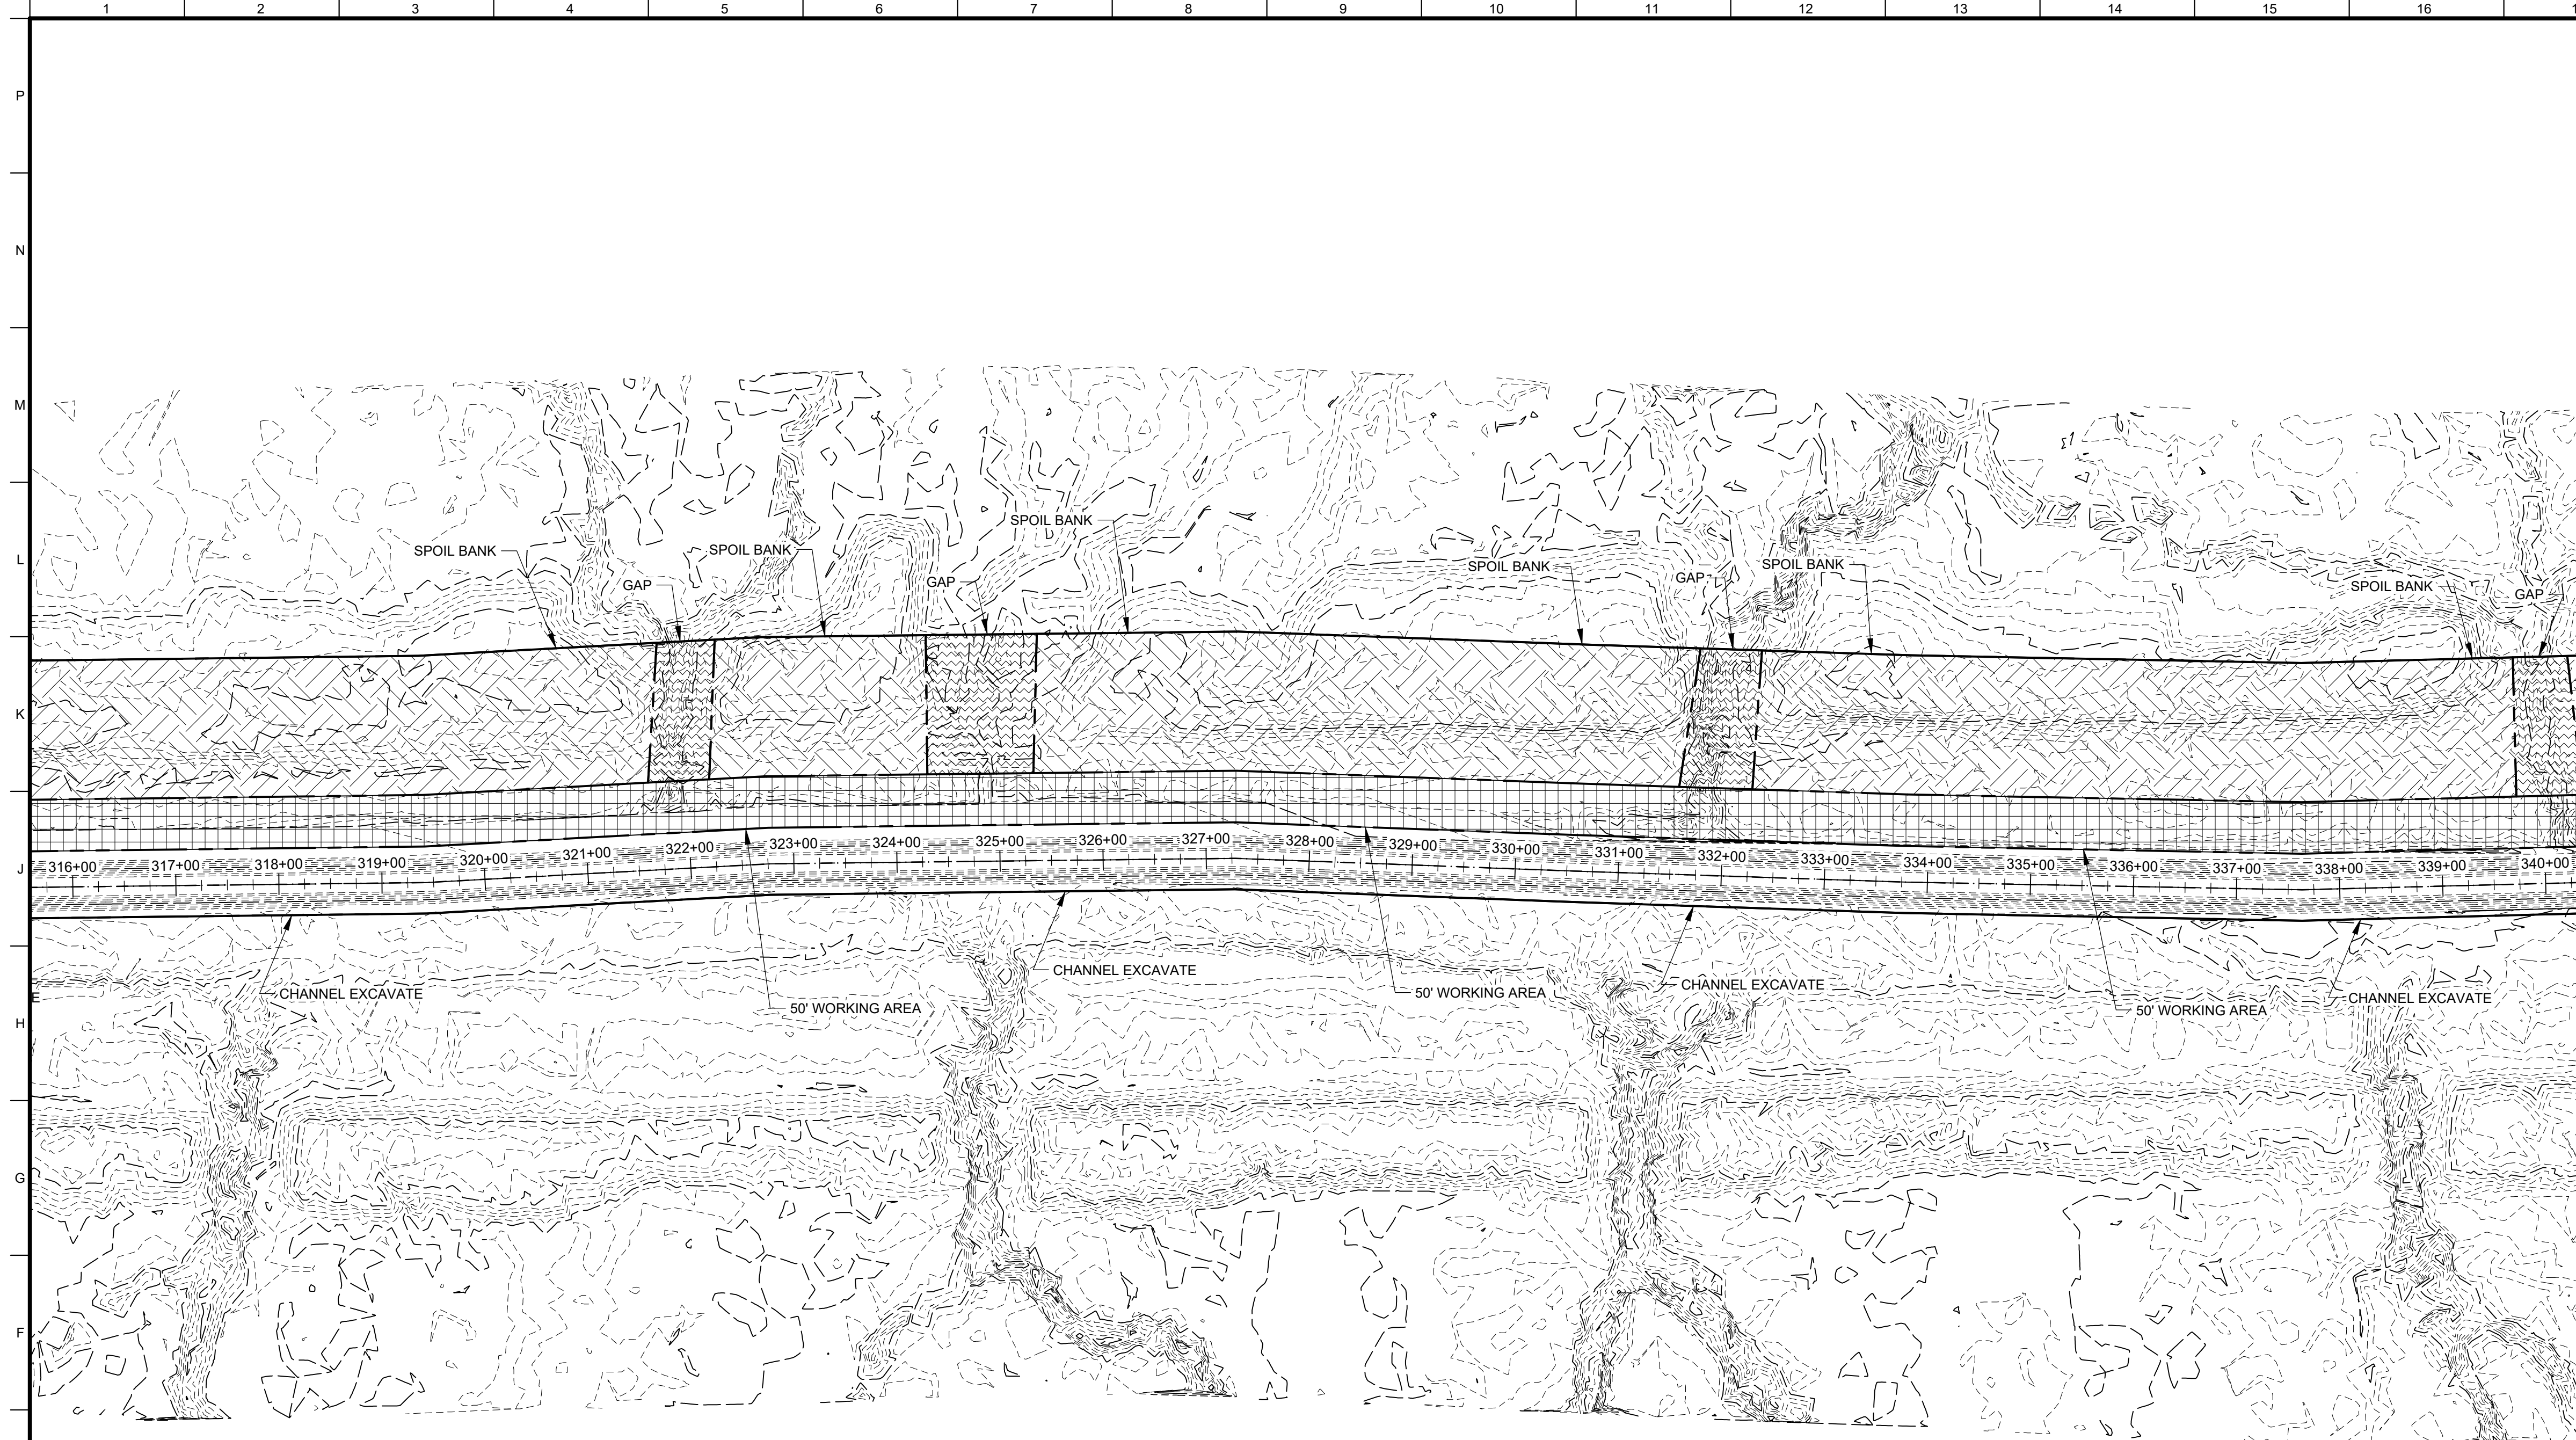 1 2 3 4 5 6 7 8 9 10 11 12 13 14 15 16
P
N
M
SPOIL BANK
SPOIL BANK
SPOIL BANK
SPOIL BANK
SPOIL BANK
SPOIL BANK
L
GAP
GAP
GAP
GAP
K
J
316+00 317+00 318+00 319+00 320+00 321+00 322+00 323+00 324+00 325+00 326+00 327+00 328+00 329+00 330+00 331+00 332+00 333+00 334+00 335+00 336+00 337+00 338+00 339+00 340+00
CHANNEL EXCAVATE
CHANNEL EXCAVATE
CHANNEL EXCAVATE
CHANNEL EXCAVATE
E
50' WORKING AREA
50' WORKING AREA
50' WORKING AREA
H
G
F